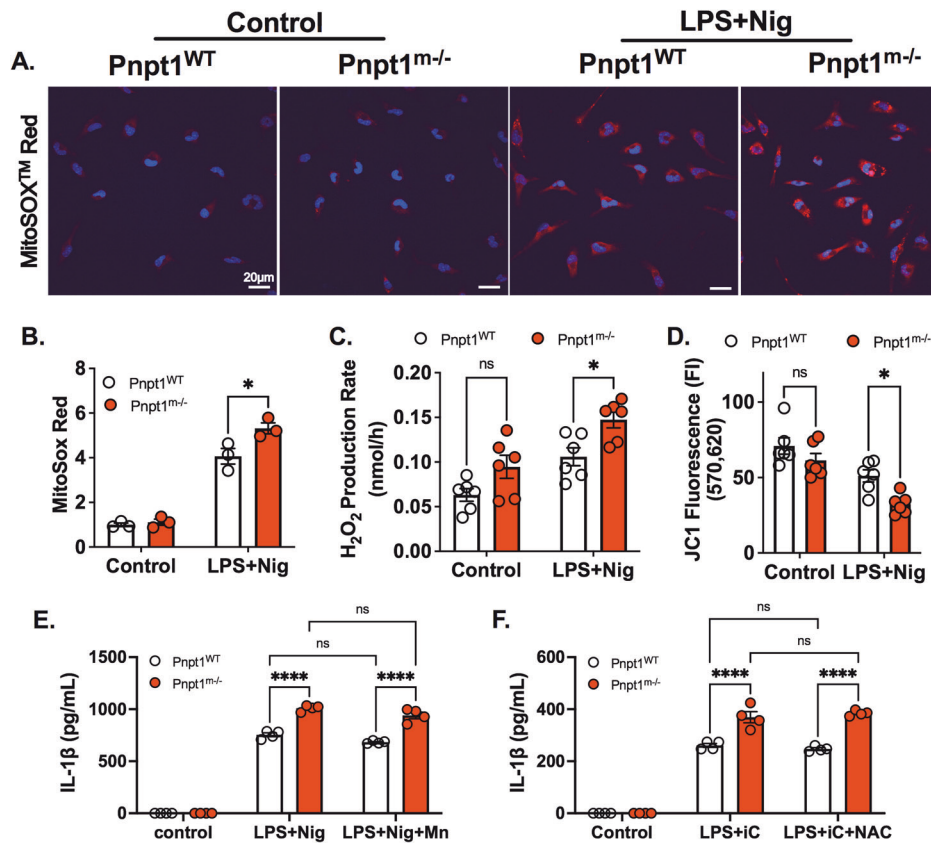 Control
LPS+Nig
A.
Pnpt1WT
Pnpt1m-/-
Pnpt1WT
Pnpt1m-/-
MitoSOX™ Red
20µm
B.
Pnpt1WT
Pnpt1m-/-
MitoSox Red
8
6
4
2
0
*
Control
LPS+Nig
C.
Pnpt1WT
Pnpt1m-/-
H2O2 Production Rate
(nmol/h)
0.20
0.15
0.10
0.05
0.00
ns
*
Control
LPS+Nig
D.
Pnpt1WT
Pnpt1m-/-
JC1 Fluorescence (FI)
(570,620)
100
50
0
ns
*
Control
LPS+Nig
E.
Pnpt1WT
Pnpt1m-/-
IL-1β (pg/mL)
1500
1000
500
0
ns
ns
****
****
control
LPS+Nig
LPS+Nig+Mn
F.
Pnpt1WT
Pnpt1m-/-
IL-1β (pg/mL)
600
400
200
0
ns
ns
****
****
Control
LPS+iC
LPS+iC+NAC